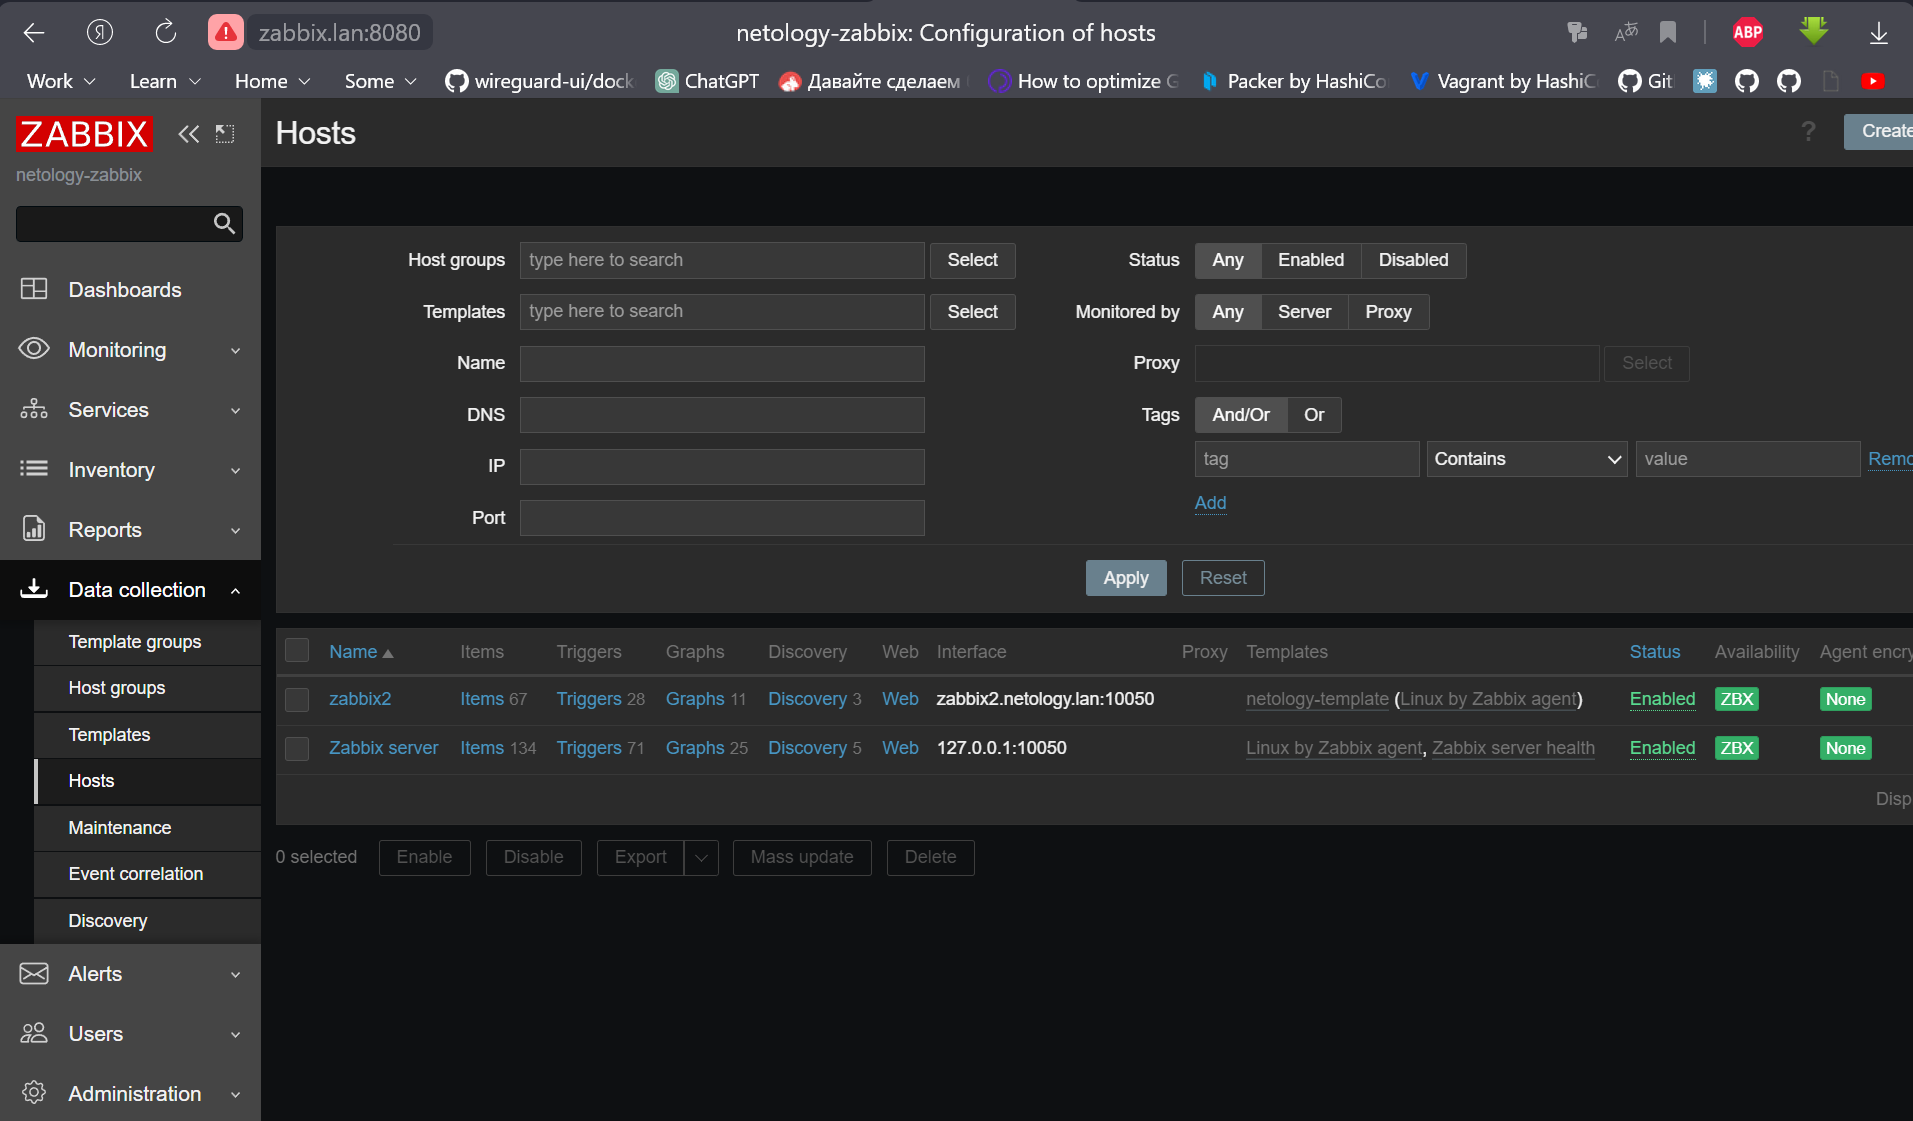 Я zabbix.lan:8080 netology-zabbix: Configuration of hosts ABP
Work Learn Home Some wireguard-ui/dock ChatGPT Давайте сделаем How to optimize Packer by HashiCo Vagrant by HashiC Git
ZABBIX
netology-zabbix
Dashboards
Monitoring
Services
Inventory
Reports
Data collection
Template groups
Host groups
Templates
Hosts
Maintenance
Event correlation
Discovery
Alerts
Users
Administration
Hosts ? Create
Host groups type here to search Select Status Any Enabled Disabled
Templates type here to search Select Monitored by Any Server Proxy
Name Proxy Select
DNS Tags And/Or Or
IP tag Contains value Remo
Add
Port
Apply Reset
Name Items Triggers Graphs Discovery Web Interface Proxy Templates Status Availability Agent encry
zabbix2 Items 67 Triggers 28 Graphs 11 Discovery 3 Web zabbix2.netology.lan:10050 netology-template (Linux by Zabbix agent) Enabled ZBX None
Zabbix server Items 134 Triggers 71 Graphs 25 Discovery 5 Web 127.0.0.1:10050 Linux by Zabbix agent, Zabbix server health Enabled ZBX None
Disp
0 selected Enable Disable Export Mass update Delete